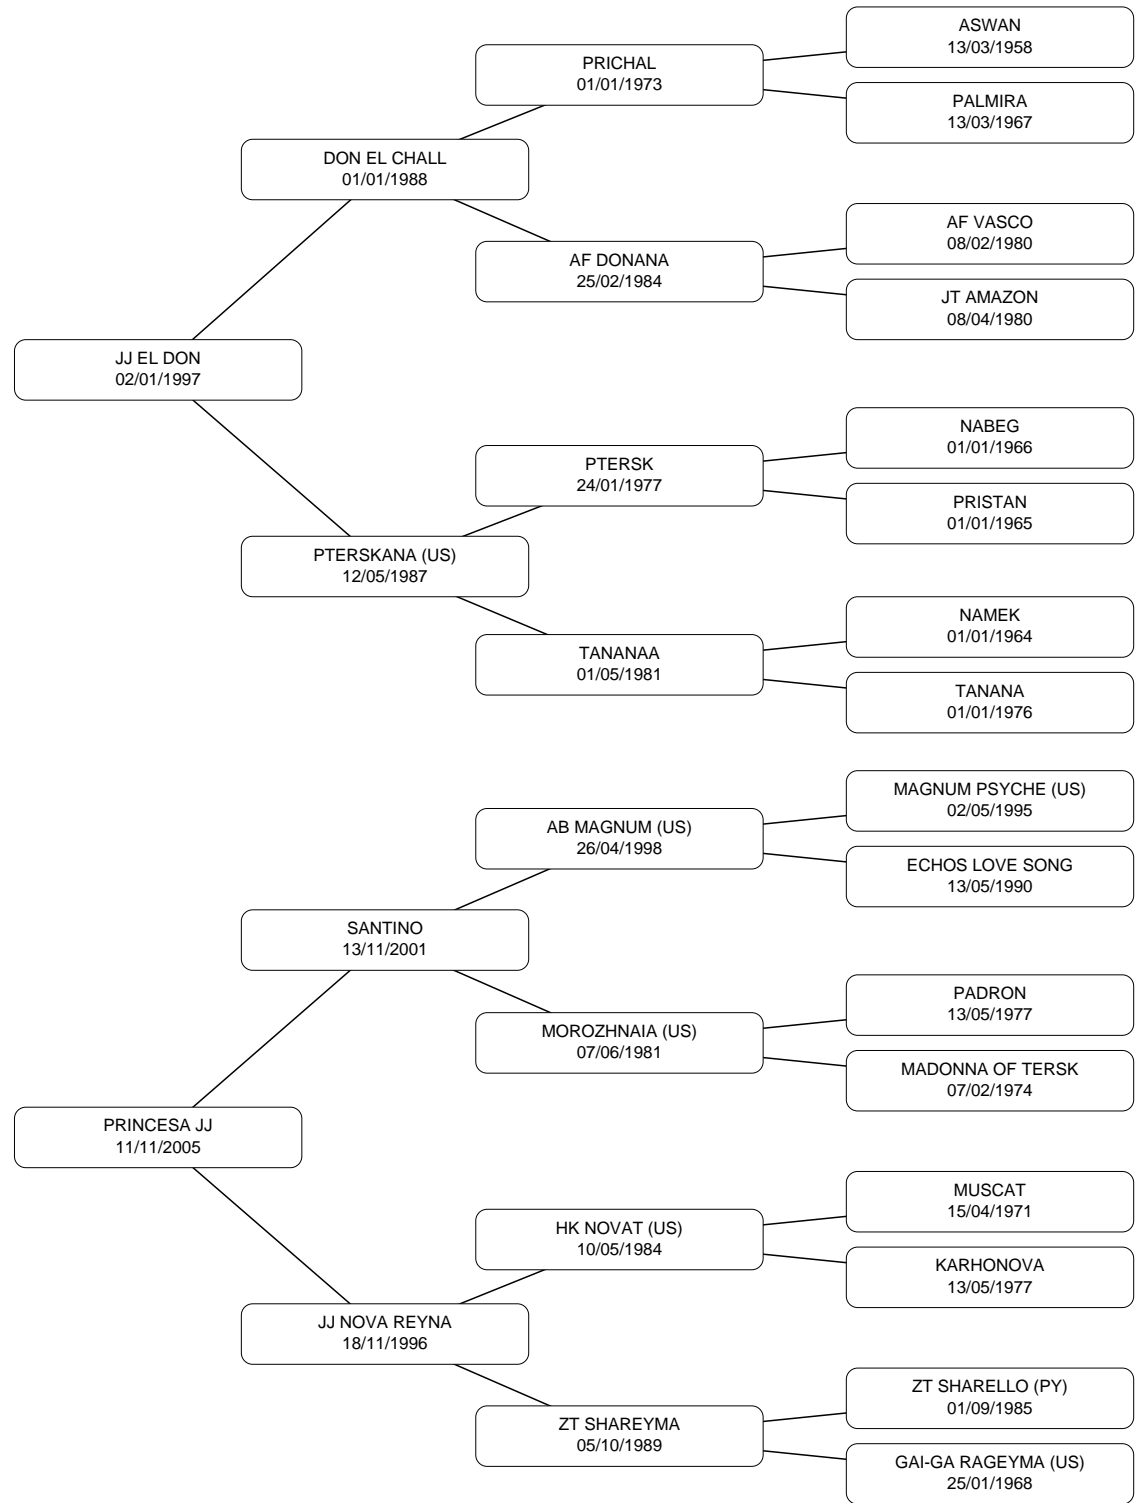 ASWAN
13/03/1958
PRICHAL
01/01/1973
PALMIRA
13/03/1967
DON EL CHALL
01/01/1988
AF VASCO
08/02/1980
AF DONANA
25/02/1984
JT AMAZON
08/04/1980
JJ EL DON
02/01/1997
NABEG
01/01/1966
PTERSK
24/01/1977
PRISTAN
01/01/1965
PTERSKANA (US)
12/05/1987
NAMEK
01/01/1964
TANANAA
01/05/1981
TANANA
01/01/1976
MAGNUM PSYCHE (US)
02/05/1995
AB MAGNUM (US)
26/04/1998
ECHOS LOVE SONG
13/05/1990
SANTINO
13/11/2001
PADRON
13/05/1977
MOROZHNAIA (US)
07/06/1981
MADONNA OF TERSK
07/02/1974
PRINCESA JJ
11/11/2005
MUSCAT
15/04/1971
HK NOVAT (US)
10/05/1984
KARHONOVA
13/05/1977
JJ NOVA REYNA
18/11/1996
ZT SHARELLO (PY)
01/09/1985
ZT SHAREYMA
05/10/1989
GAI-GA RAGEYMA (US)
25/01/1968